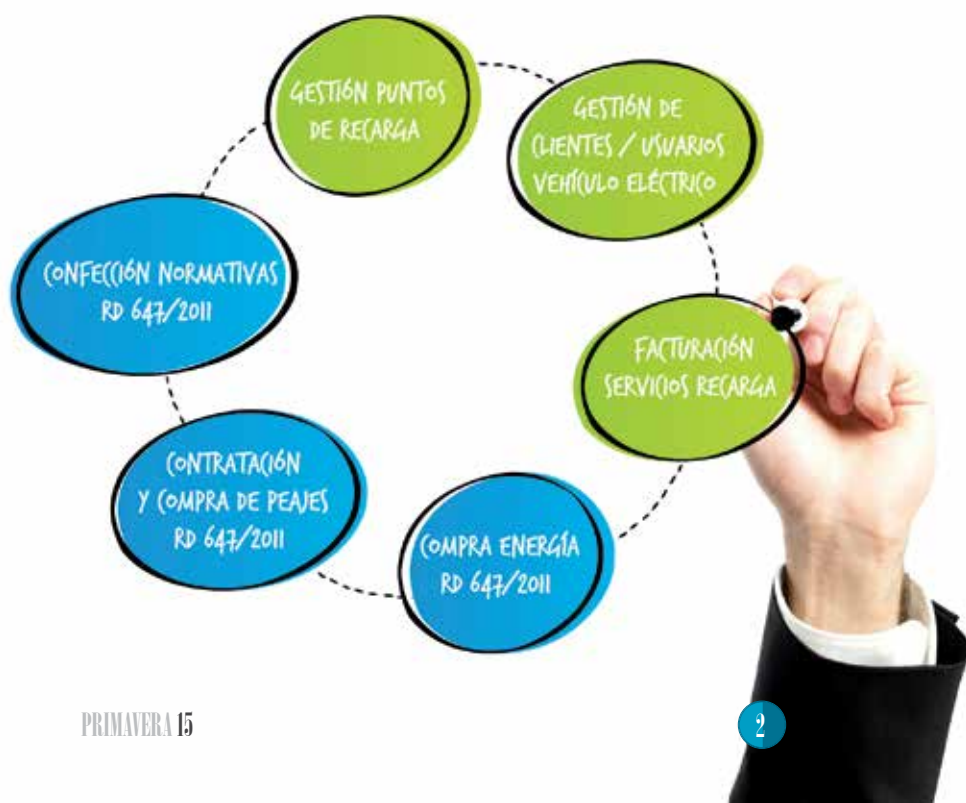 GESTIÓN PUNTOS
DE RECARGA
GESTIÓN DE
CLIENTES / USUARIOS
VEHÍCULO ELÉCTRICO
CONFECCIÓN NORMATIVAS
RD 647/2011
FACTURACIÓN
SERVICIOS RECARGA
CONTRATACIÓN
Y COMPRA DE PEAJES
RD 647/2011
COMPRA ENERGÍA
RD 647/2011
PRIMAVERA 15
2